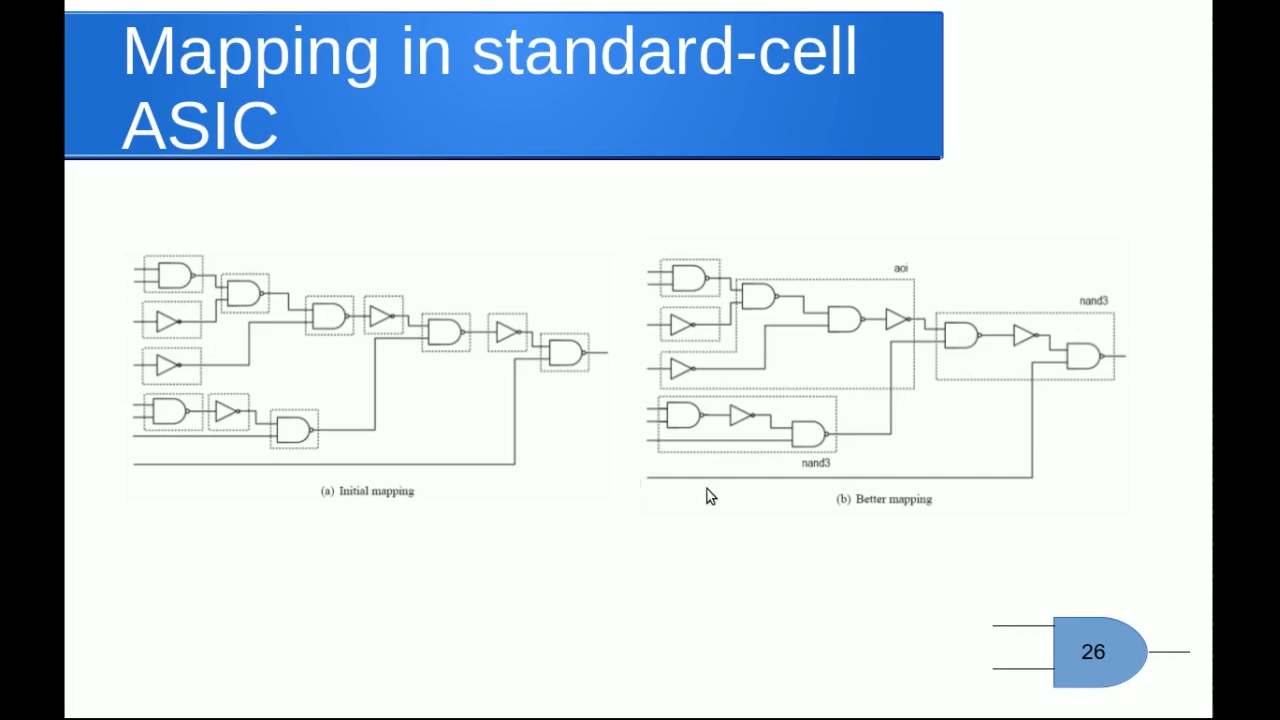 Mapping in standard-cell
ASIC
aoi
nand3
nand3
(a) Initial mapping
(b) Better mapping
26